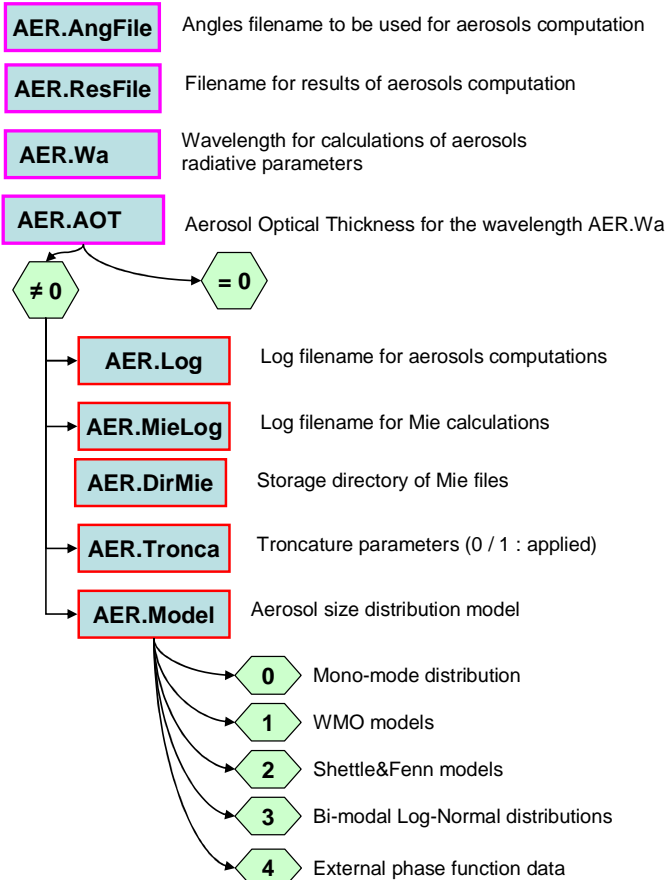 AER.AngFile
Angles filename to be used for aerosols computation
AER.ResFile
Filename for results of aerosols computation
AER.Wa
Wavelength for calculations of aerosols
radiative parameters
AER.AOT
Aerosol Optical Thickness for the wavelength AER.Wa
≠ 0
= 0
AER.Log
Log filename for aerosols computations
AER.MieLog
Log filename for Mie calculations
AER.DirMie
Storage directory of Mie files
AER.Tronca
Troncature parameters (0 / 1 : applied)
AER.Model
Aerosol size distribution model
0
Mono-mode distribution
1
WMO models
2
Shettle&Fenn models
3
Bi-modal Log-Normal distributions
4
External phase function data